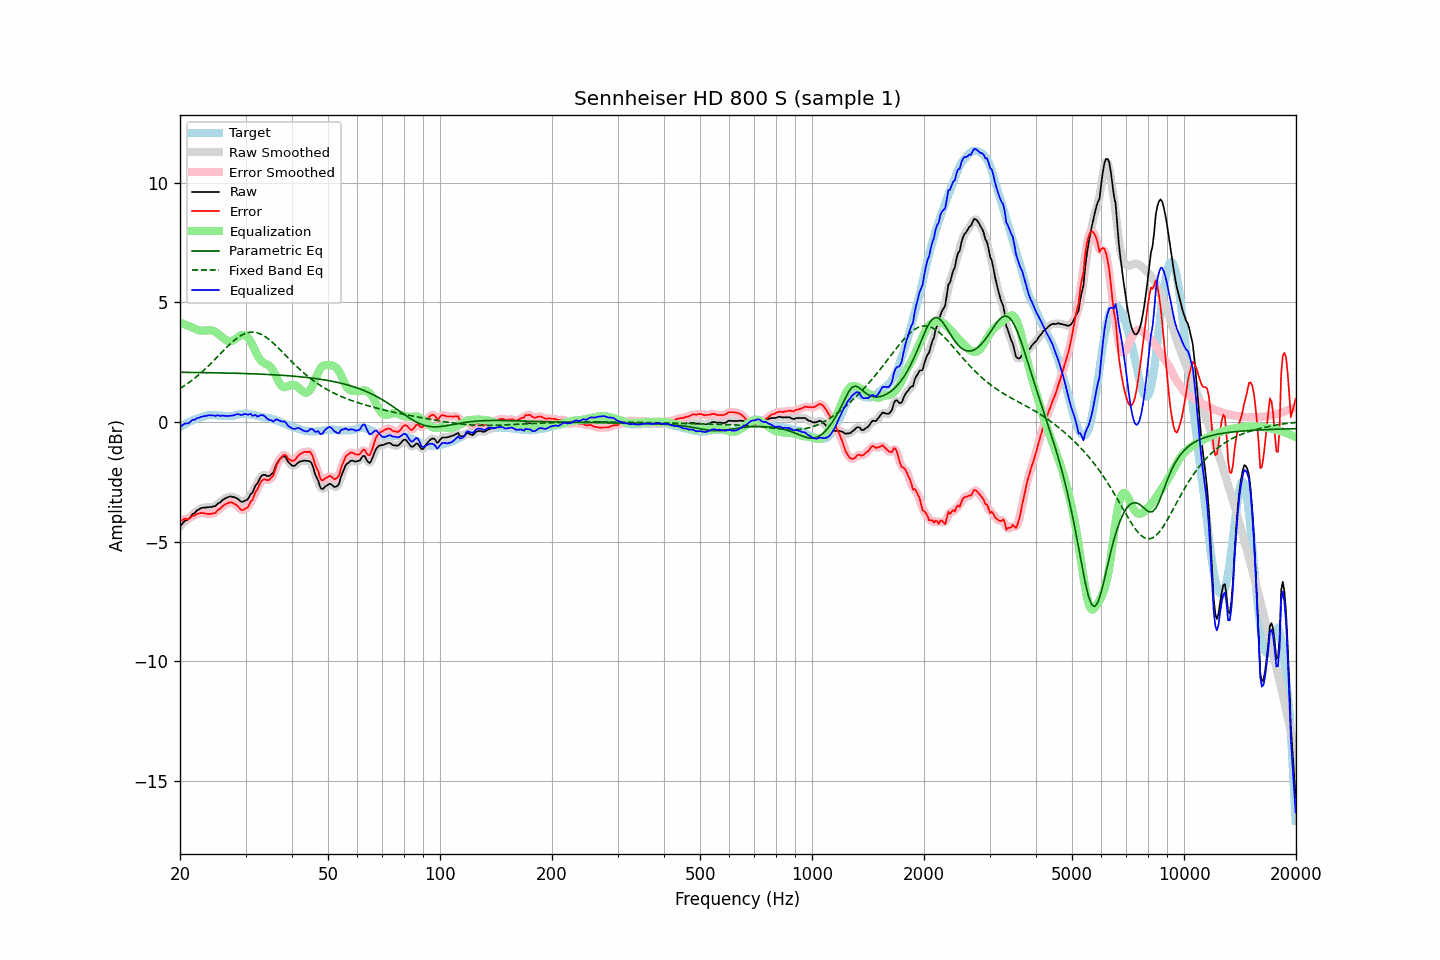 Sennheiser HD 800 S (sample 1)
Target
Raw Smoothed
Error Smoothed
Raw
Error
Equalization
Parametric Eq
Fixed Band Eq
Equalized
10
5
0
−5
−10
−15
Amplitude (dBr)
20
50
100
200
500
1000
2000
5000
10000
20000
Frequency (Hz)